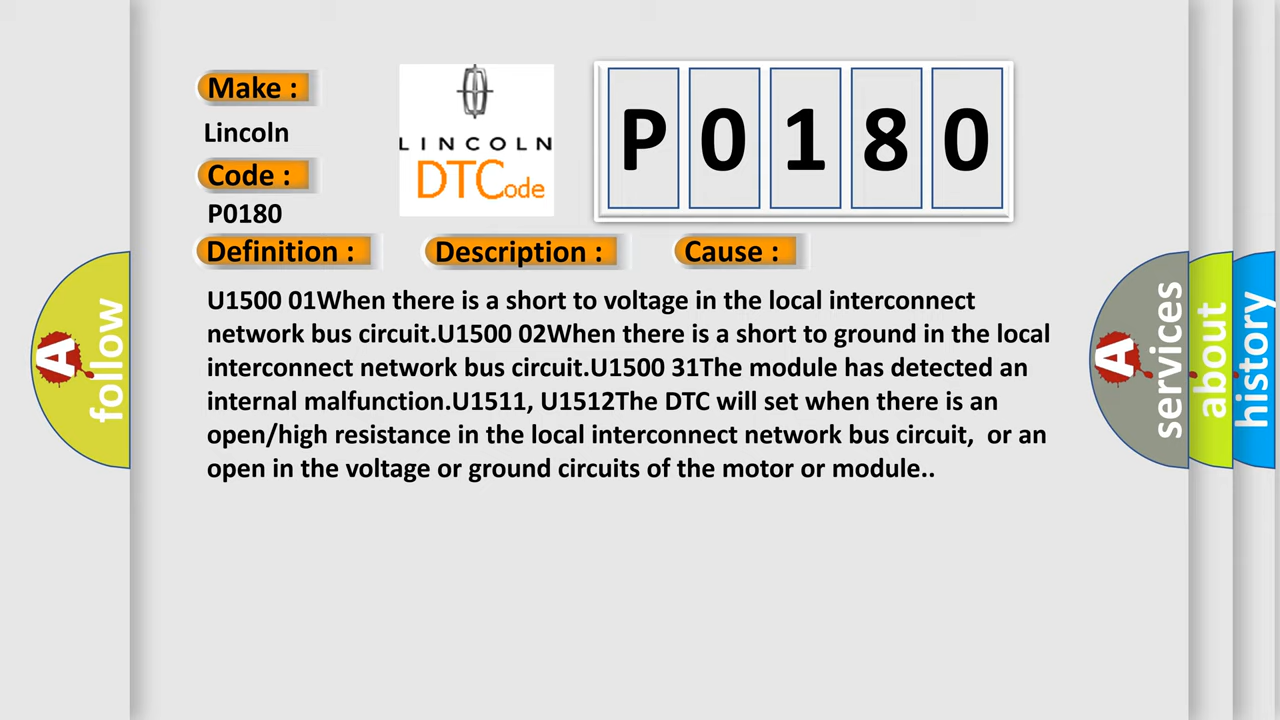 Make :
Lincoln
Code :
P0180
LINCOLN
DTCode
P0180
Definition :
Description :
Cause :
U1500 01When there is a short to voltage in the local interconnect
network bus circuit.U1500 02When there is a short to ground in the local
interconnect network bus circuit.U1500 31The module has detected an
internal malfunctionU1511, U1512The DTC will set when there is an
open/high resistance in the local interconnect network bus circuit,  or an
open in the voltage or ground circuits of the motor or module..
A follow
A services
about
history